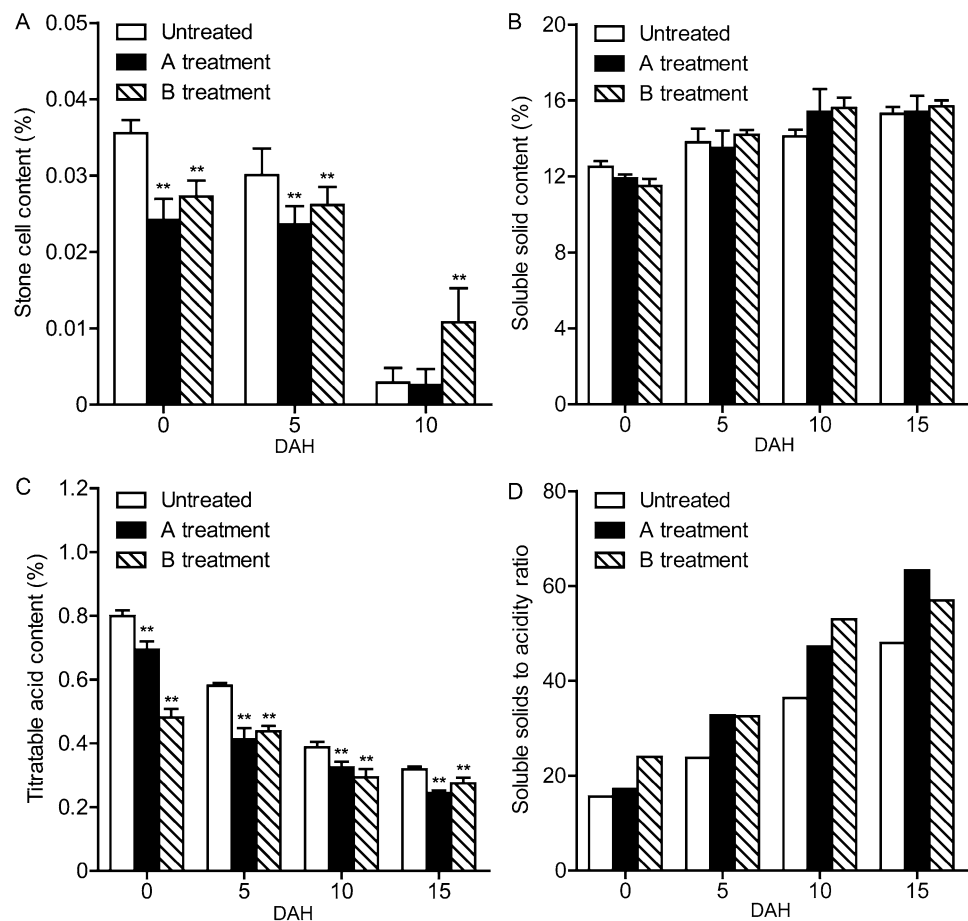 A
Stone cell content (%)
0.05
0.04
0.03
0.02
0.01
0
Untreated
A treatment
B treatment
** ** ** ** **
0 5 10
DAH
B
Soluble solid content (%)
20
16
12
8
4
0
Untreated
A treatment
B treatment
0 5 10 15
DAH
C
Titratable acid content (%)
1.2
1.0
0.8
0.6
0.4
0.2
0
Untreated
A treatment
B treatment
** ** ** ** ** ** ** **
0 5 10 15
DAH
D
Soluble solids to acidity ratio
80
60
40
20
0
Untreated
A treatment
B treatment
0 5 10 15
DAH